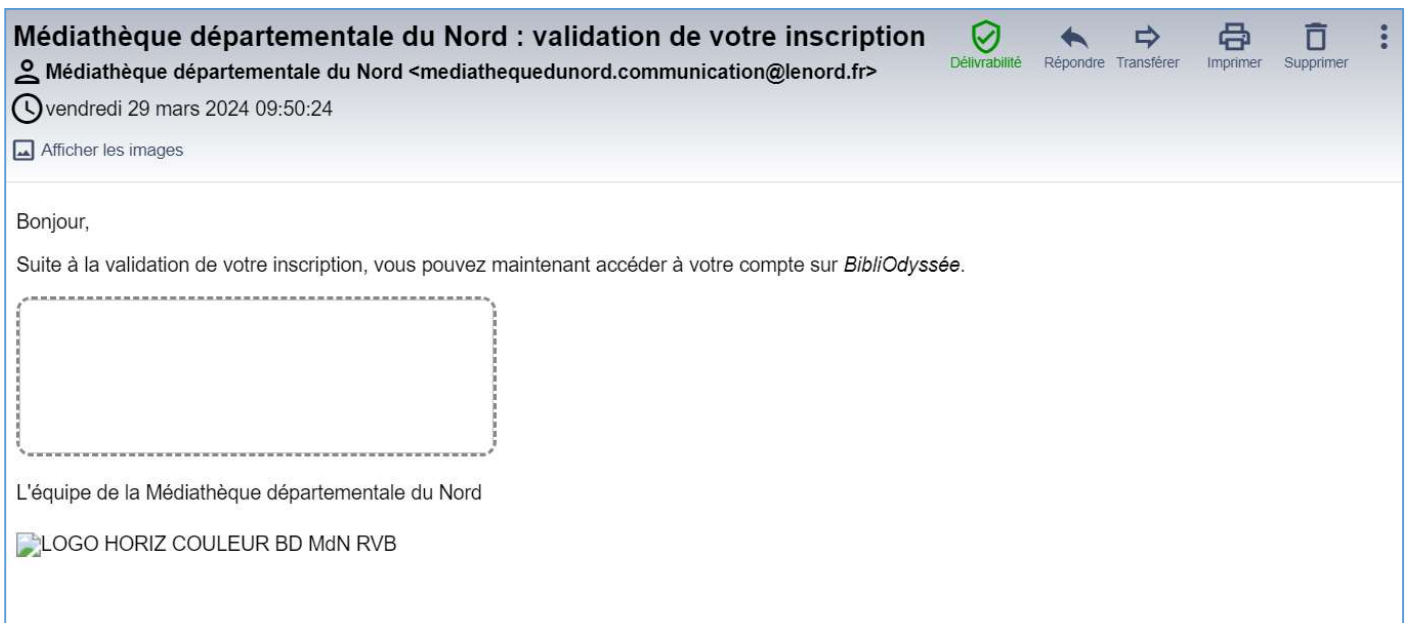 Médiathèque départementale du Nord : validation de votre inscription
Délivrabilité
Répondre
Transférer
Imprimer
Supprimer
Médiathèque départementale du Nord <mediathequedunord.communication@lenord.fr>
vendredi 29 mars 2024 09:50:24
Afficher les images
Bonjour,
Suite à la validation de votre inscription, vous pouvez maintenant accéder à votre compte sur BibliOdyssée.
L'équipe de la Médiathèque départementale du Nord
LOGO HORIZ COULEUR BD MdN RVB